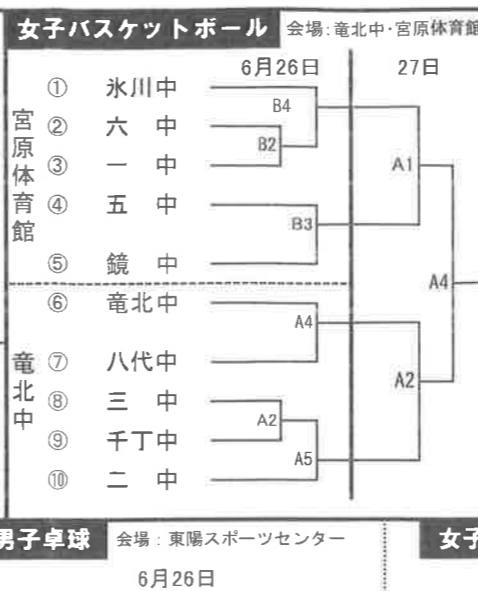 女子バスケットボール 会場:竜北中・宮原体育館
6月26日 27日
宮原体育館
① 氷川中
② 六 中
③ 一 中
④ 五 中
⑤ 鏡 中
B4
B2
B3
A1
A4
竜北中
⑥ 竜北中
⑦ 八代中
⑧ 三 中
⑨ 千丁中
⑩ 二 中
A4
A2
A2
A5
男子卓球 会場:東陽スポーツセンター 女子
6月26日